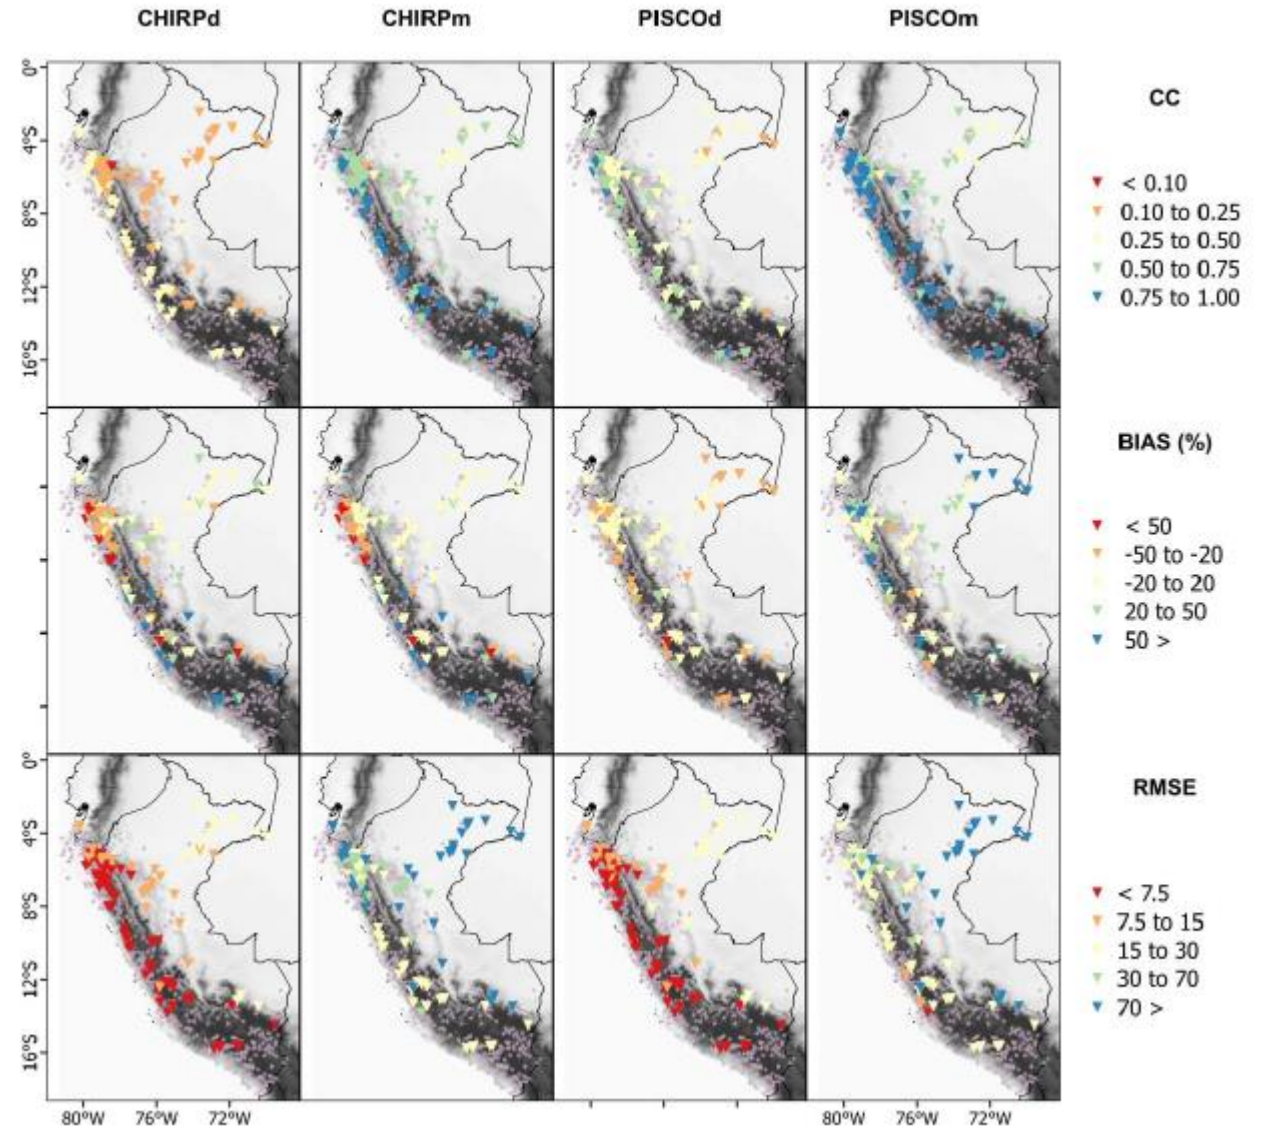 CHIRPd CHIRPm PISCOd PISCOm
0°
4°S
8°S
12°S
16°S
CC
< 0.10
0.10 to 0.25
0.25 to 0.50
0.50 to 0.75
0.75 to 1.00
BIAS (%)
< 50
-50 to -20
-20 to 20
20 to 50
50 >
0°
4°S
8°S
12°S
16°S
RMSE
< 7.5
7.5 to 15
15 to 30
30 to 70
70 >
80°W 76°W 72°W 80°W 76°W 72°W